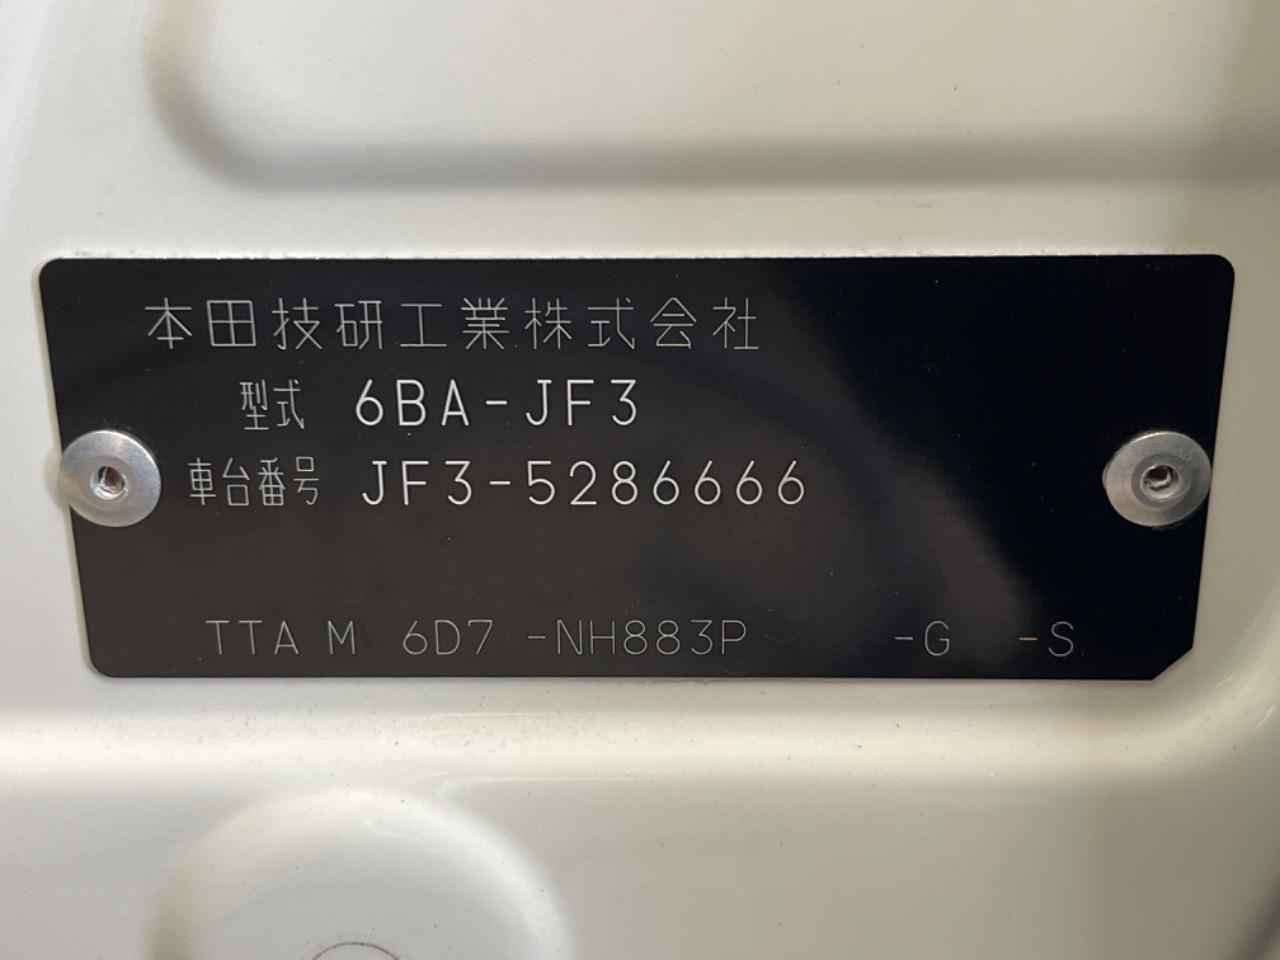 本田技研工業株式会社
型式 6BA-JF3
車台番号 JF3-5286666
TTA M 6D7 -NH883P -G -S